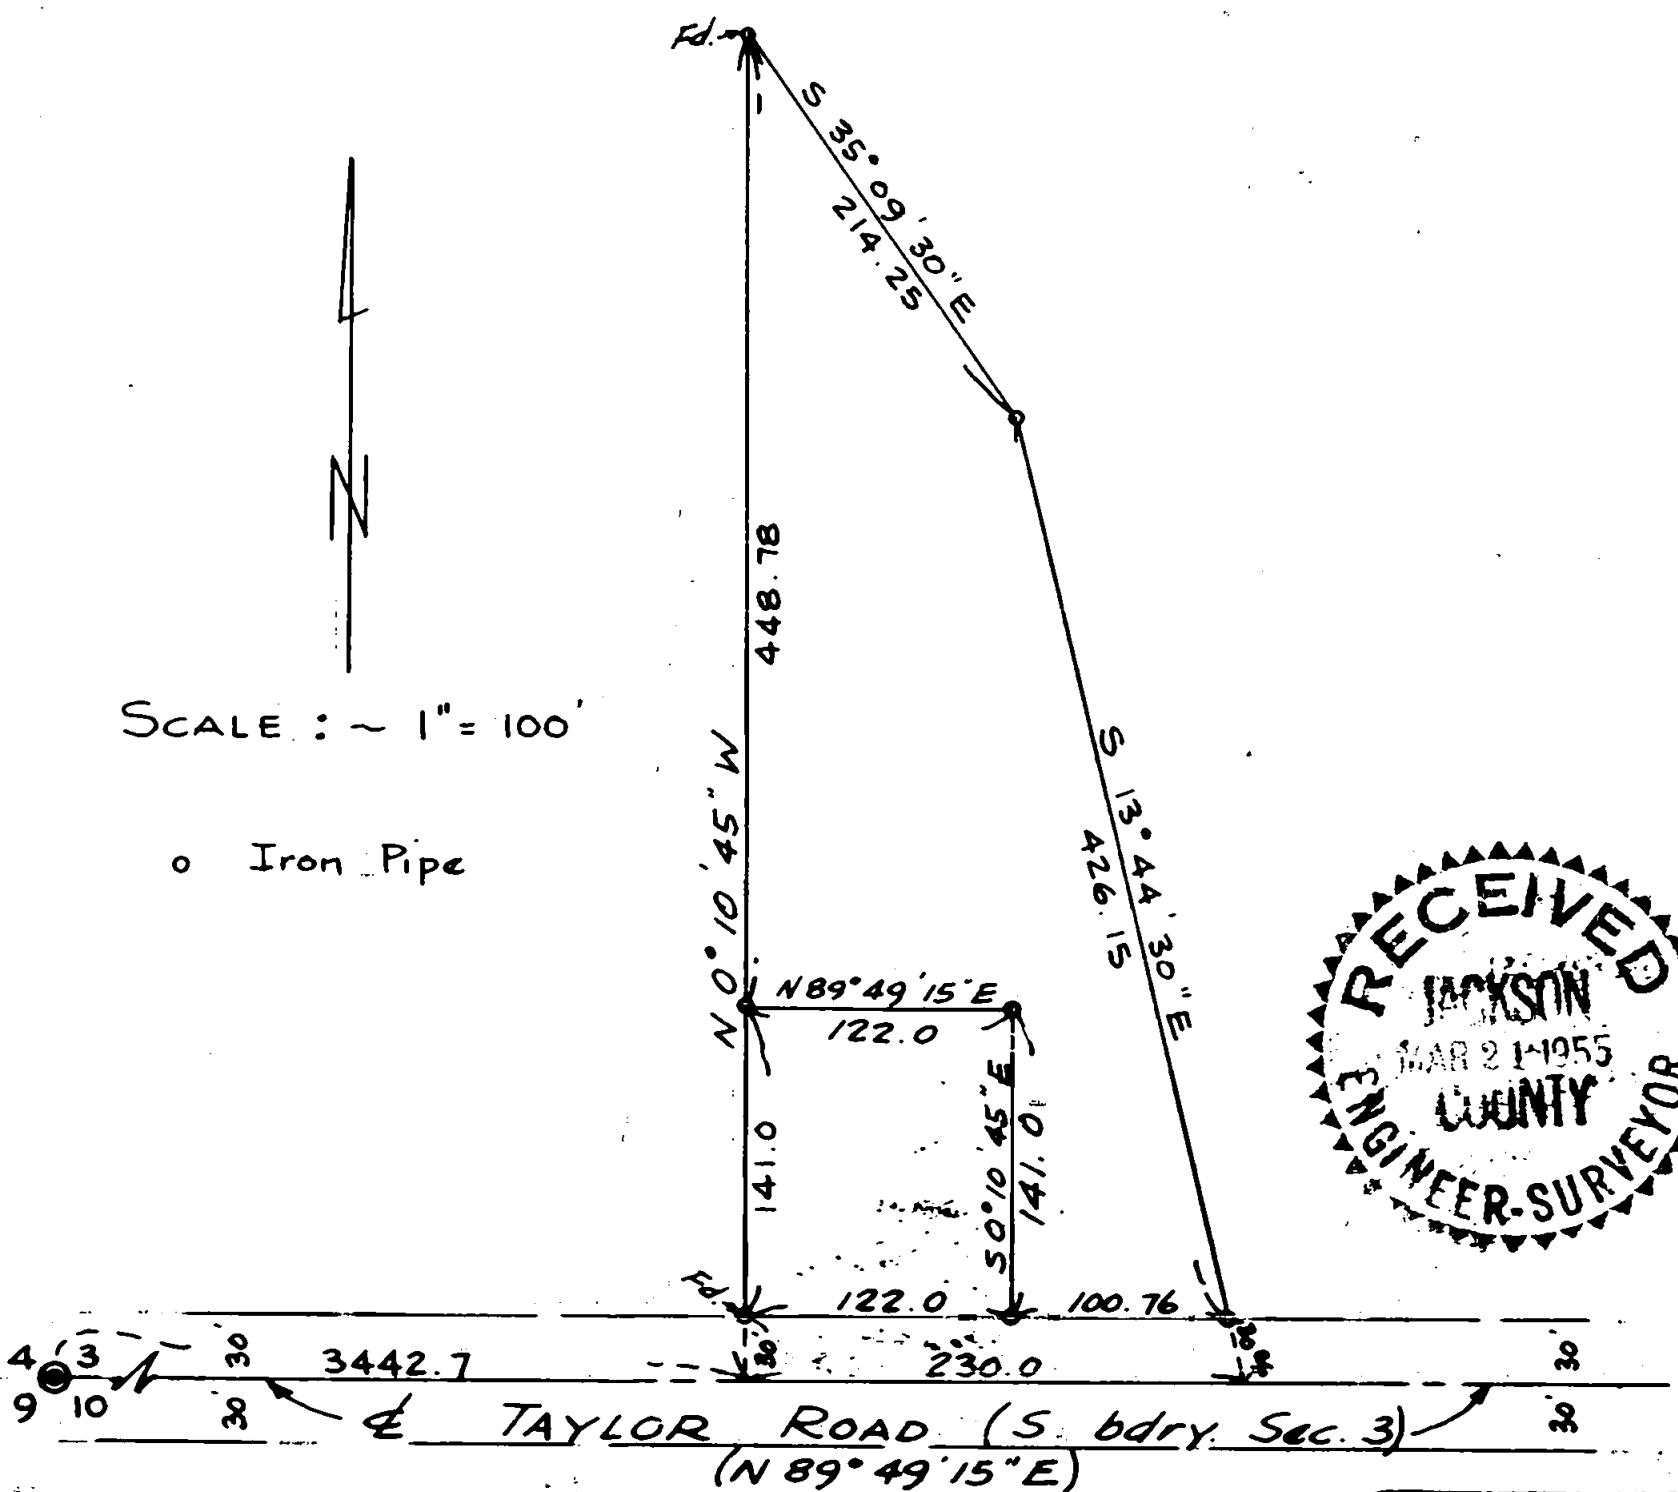 Fd.
S 35° 09' 30" E
214.25
N
448.78
SCALE : ~ 1" = 100'
N 0° 10' 45" W
S 13° 44' 30" E
426.15
o Iron Pipe
RECEIVED
JACKSON
MAR 21 1955
COUNTY
ENGINEER-SURVEYOR
N 89° 49' 15" E
122.0
141.0
S 0° 10' 45" E
141.0
Fd.
122.0
100.76
4 3
9 10
30'
3442.7
30'
230.0
30'
30
℄ TAYLOR ROAD (S bdry. Sec. 3)
30
(N 89° 49' 15" E)